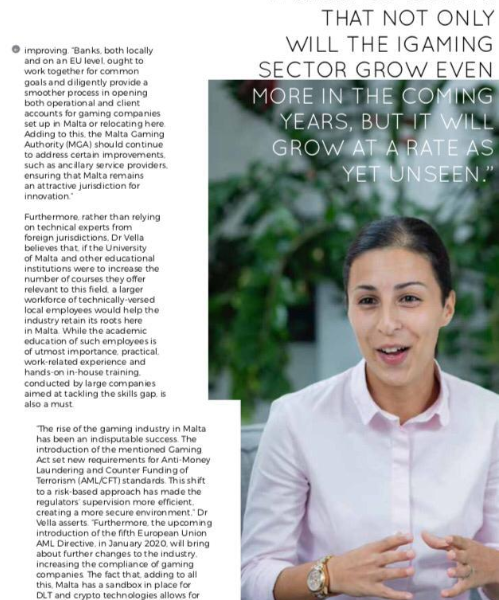 THAT NOT ONLY
WILL THE IGAMING
SECTOR GROW EVEN
MORE IN THE COMING
YEARS, BUT IT WILL
GROW AT A RATE AS
YET UNSEEN."
improving. "Banks, both locally
and on an EU level, ought to
work together for common
goals and diligently provide a
smoother process in opening
both operational and client
accounts for gaming companies
set up in Malta or relocating here.
Adding to this, the Malta Gaming
Authority (MGA) should continue
to address certain improvements,
such as ancillary service providers,
ensuring that Malta remains
an attractive jurisdiction for
innovation."
Furthermore, rather than relying
on technical experts from
foreign jurisdictions, Dr Vella
believes that, if the University
of Malta and other educational
institutions were to increase the
number of courses they offer
relevant to this field, a larger
workforce of technically-versed
local employees would help the
industry retain its roots here
in Malta. While the academic
education of such employees is
of utmost importance, practical,
work-related experience and
hands-on in-house training,
conducted by large companies
aimed at tackling the skills gap, is
also a must.
"The rise of the gaming industry in Malta
has been an indisputable success. The
introduction of the mentioned Gaming
Act set new requirements for Anti-Money
Laundering and Counter Funding of
Terrorism (AML/CFT) standards. This shift
to a risk-based approach has made the
regulators' supervision more efficient,
creating a more secure environment," Dr
Vella asserts. "Furthermore, the upcoming
introduction of the fifth European Union
AML Directive, in January 2020, will bring
about further changes to the industry,
increasing the compliance of gaming
companies. The fact that, adding to all
this, Malta has a sandbox in place for
DLT and crypto technologies allows for